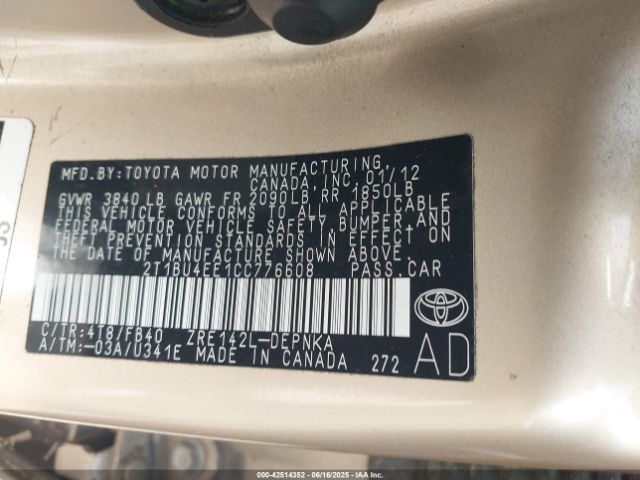 MFD.BY:TOYOTA MOTOR MANUFACTURING,
CANADA,INC. 01/12
GVWR 3840 LB GAWR FR 2090LB RR 1850LB
THIS VEHICLE CONFORMS TO ALL APPLICABLE
FEDERAL MOTOR VEHICLE SAFETY, BUMPER, AND
THEFT PREVENTION STANDARDS IN EFFECT ON
THE DATE OF MANUFACTURE SHOWN ABOVE.
2T1BU4EE1CC776608 PASS.CAR
C/TR:4T8/FB40 ZRE142L-DEPNKA
A/TM:-03A/U341E MADE IN CANADA 272
AD
000-42514352 - 06/16/2025 - IAA Inc.